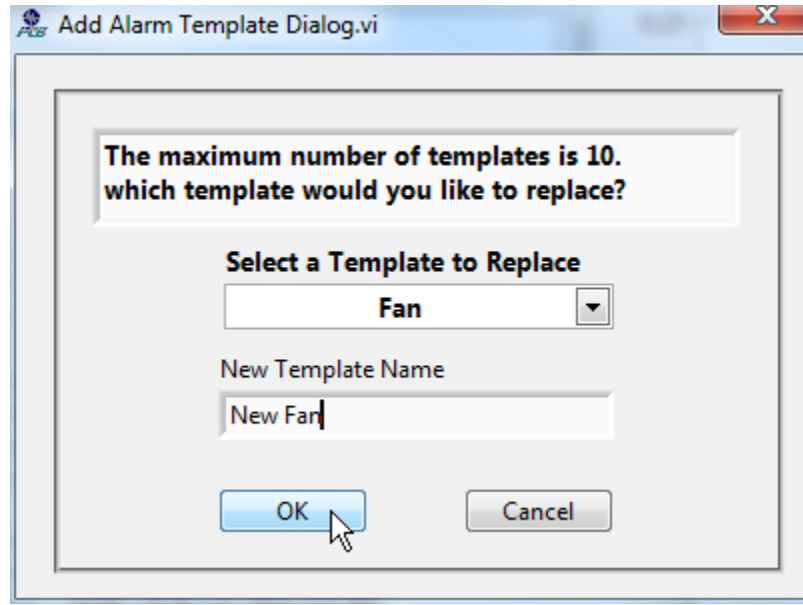 PCB Add Alarm Template Dialog.vi
The maximum number of templates is 10.
which template would you like to replace?
Select a Template to Replace
Fan
New Template Name
New Fan
OK Cancel